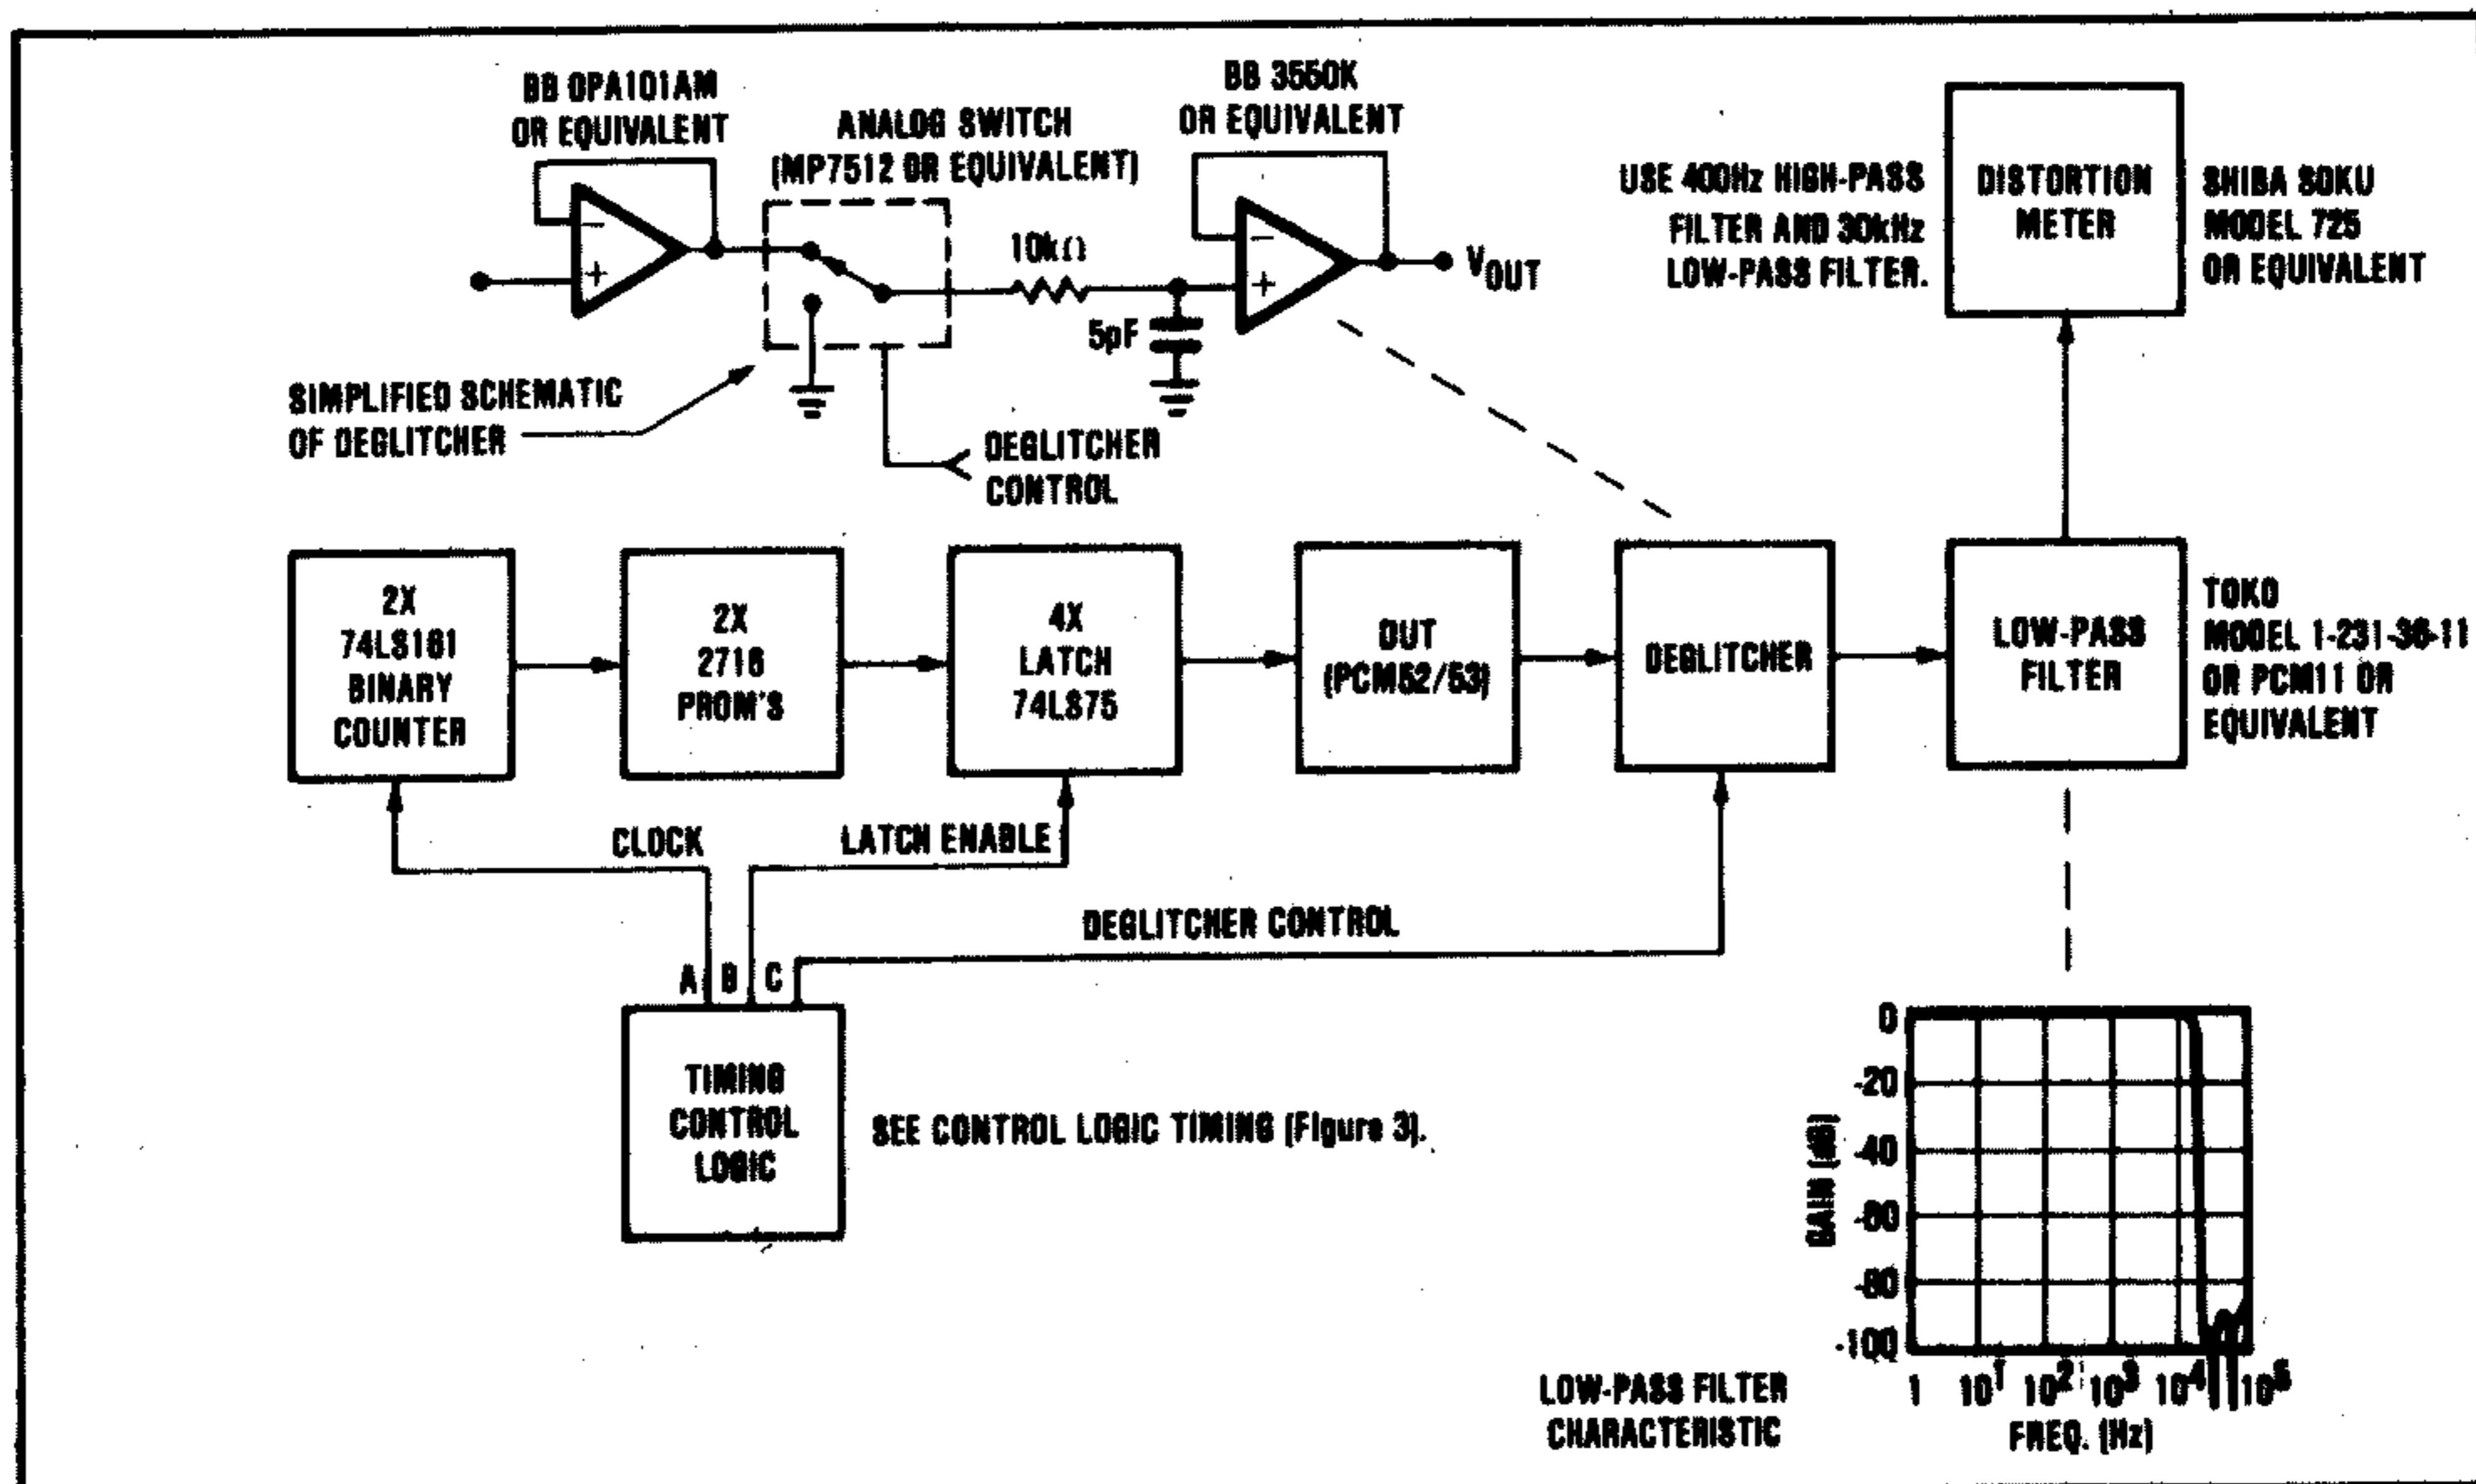 BB OPA101AM
OR EQUIVALENT
ANALOG SWITCH
(MP7512 OR EQUIVALENT)
BB 3550K
OR EQUIVALENT
10kΩ
5pF
VOUT
−
+
−
+
SIMPLIFIED SCHEMATIC
OF DEGLITCHER
DEGLITCHER
CONTROL
USE 400Hz HIGH-PASS
FILTER AND 30kHz
LOW-PASS FILTER.
DISTORTION
METER
SHIBA SOKU
MODEL 725
OR EQUIVALENT
2X
74LS161
BINARY
COUNTER
2X
2716
PROM'S
4X
LATCH
74LS75
DUT
(PCM52/53)
DEGLITCHER
LOW-PASS
FILTER
TOKO
MODEL 1-231-36-11
OR PCM11 OR
EQUIVALENT
CLOCK
LATCH ENABLE
DEGLITCHER CONTROL
A B C
TIMING
CONTROL
LOGIC
SEE CONTROL LOGIC TIMING (Figure 3).
GAIN (dB)
0
-20
-40
-60
-80
-100
1 10¹ 10² 10³ 10⁴ 10⁵
FREQ. (Hz)
LOW-PASS FILTER
CHARACTERISTIC